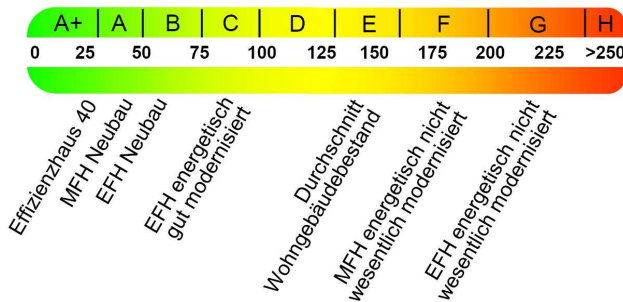 A+ A B C D E F G H
0 25 50 75 100 125 150 175 200 225 >250
Effizienzhaus 40
MFH Neubau
EFH Neubau
EFH energetisch
gut modernisiert
Durchschnitt
Wohngebäudebestand
MFH energetisch nicht
wesentlich modernisiert
EFH energetisch nicht
wesentlich modernisiert